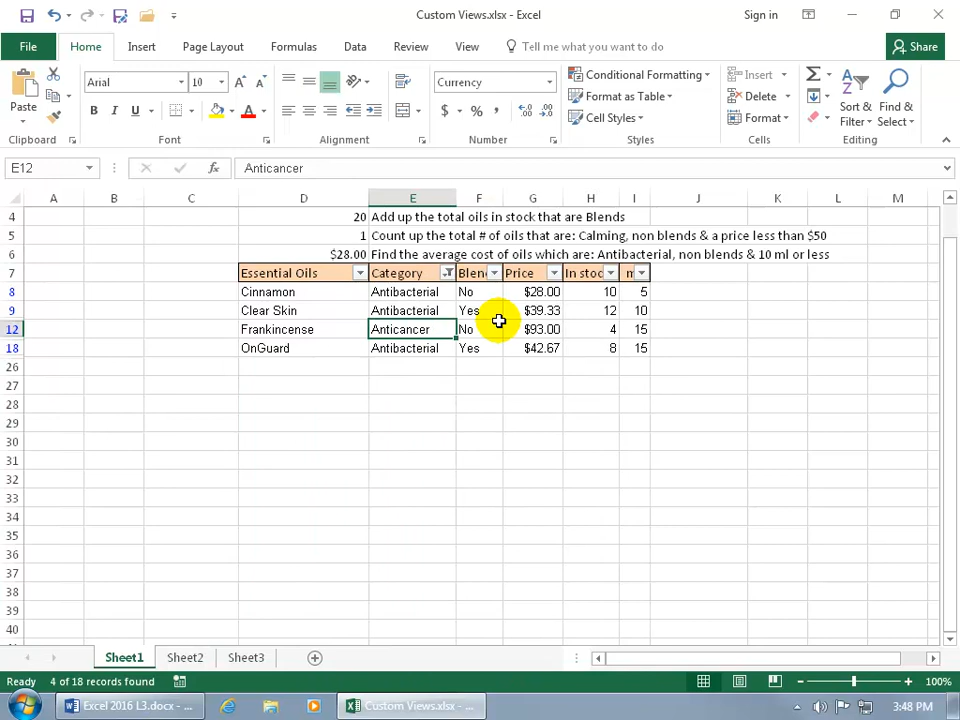 Custom Views.xlsx - Excel
Sign in
File Home Insert Page Layout Formulas Data Review View Tell me what you want to do Share
Paste
Arial 10
B I U
Currency
$ % ,
Conditional Formatting
Format as Table
Cell Styles
Insert
Delete
Format
Sort & Filter
Find & Select
Clipboard Font Alignment Number Styles Cells Editing
E12 fx Anticancer
A B C D E F G H I J K L M
4 20 Add up the total oils in stock that are Blends
5 1 Count up the total # of oils that are: Calming, non blends & a price less than $50
6 $28.00 Find the average cost of oils which are: Antibacterial, non blends & 10 ml or less
7 Essential Oils Category Blen Price In stoc m
8 Cinnamon Antibacterial No $28.00 10 5
9 Clear Skin Antibacterial Yes $39.33 12 10
12 Frankincense Anticancer No $93.00 4 15
18 OnGuard Antibacterial Yes $42.67 8 15
26
27
28
29
30
31
32
33
34
35
36
37
38
39
40
Sheet1 Sheet2 Sheet3
Ready 4 of 18 records found 100%
Excel 2016 L3.docx - ... Custom Views.xlsx - ... 3:48 PM